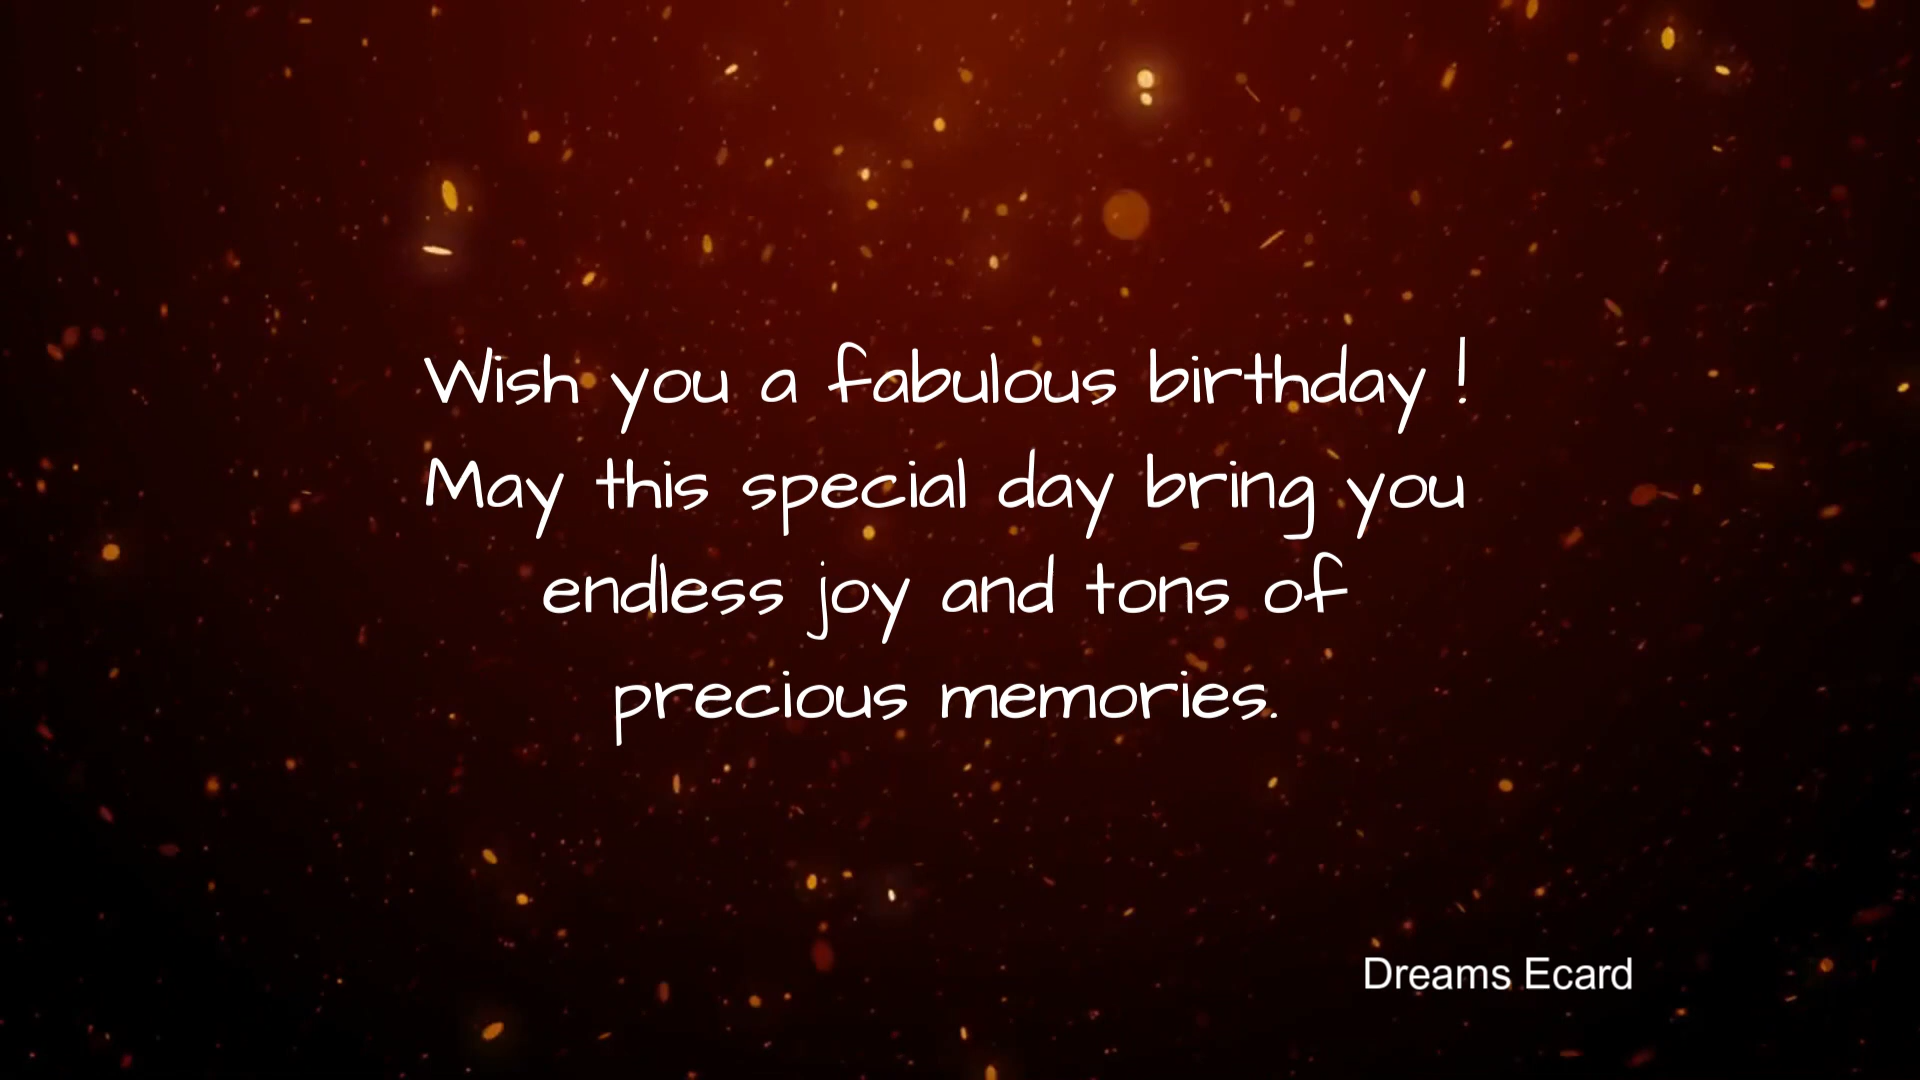 Wish you a fabulous birthday !
May this special day bring you
endless joy and tons of
precious memories.
Dreams Ecard